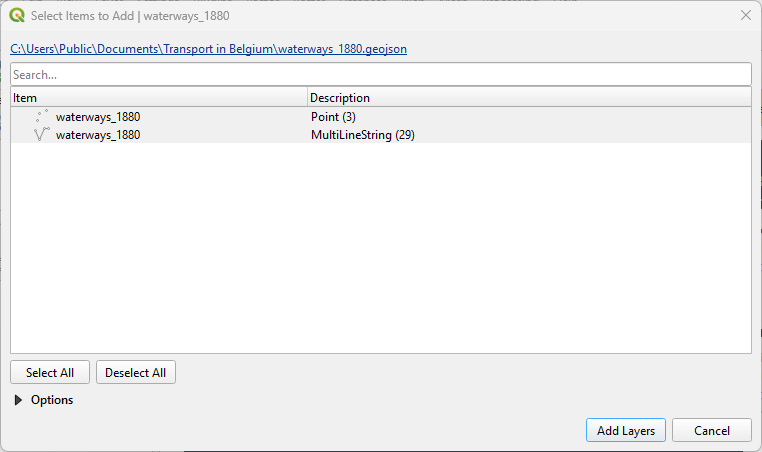 Select Items to Add | waterways_1880
C:\Users\Public\Documents\Transport in Belgium\waterways_1880.geojson
Search...
Item Description
waterways_1880 Point (3)
waterways_1880 MultiLineString (29)
Select All Deselect All
Options
Add Layers Cancel